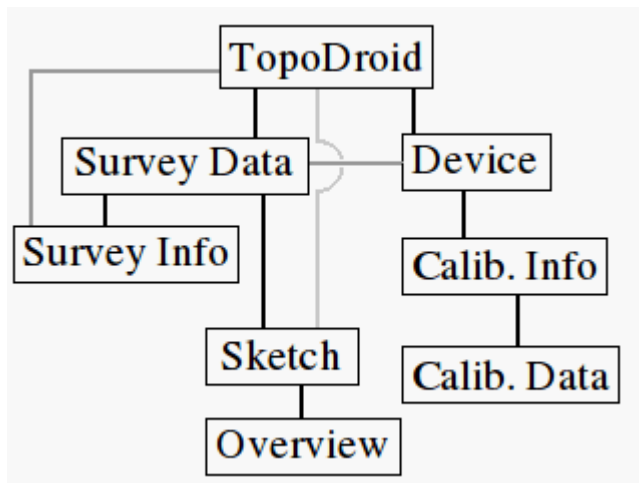 TopoDroid
Survey Data
Device
Survey Info
Calib. Info
Sketch
Calib. Data
Overview